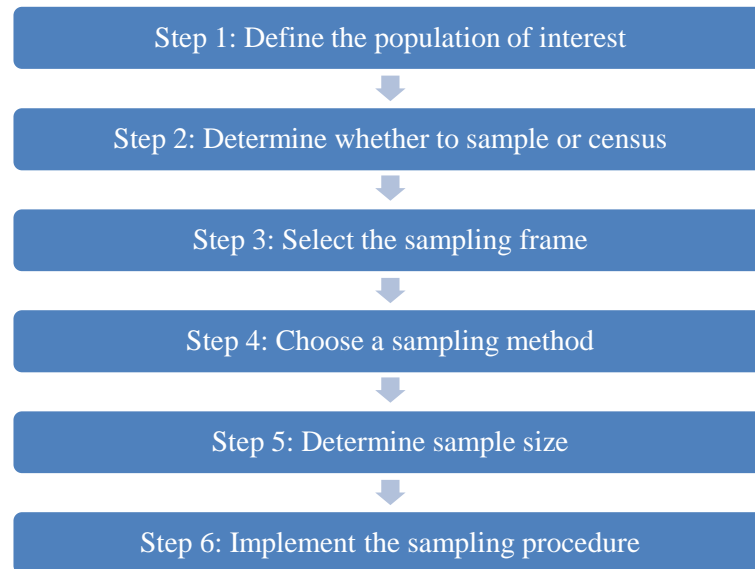 Step 1: Define the population of interest
Step 2: Determine whether to sample or census
Step 3: Select the sampling frame
Step 4: Choose a sampling method
Step 5: Determine sample size
Step 6: Implement the sampling procedure